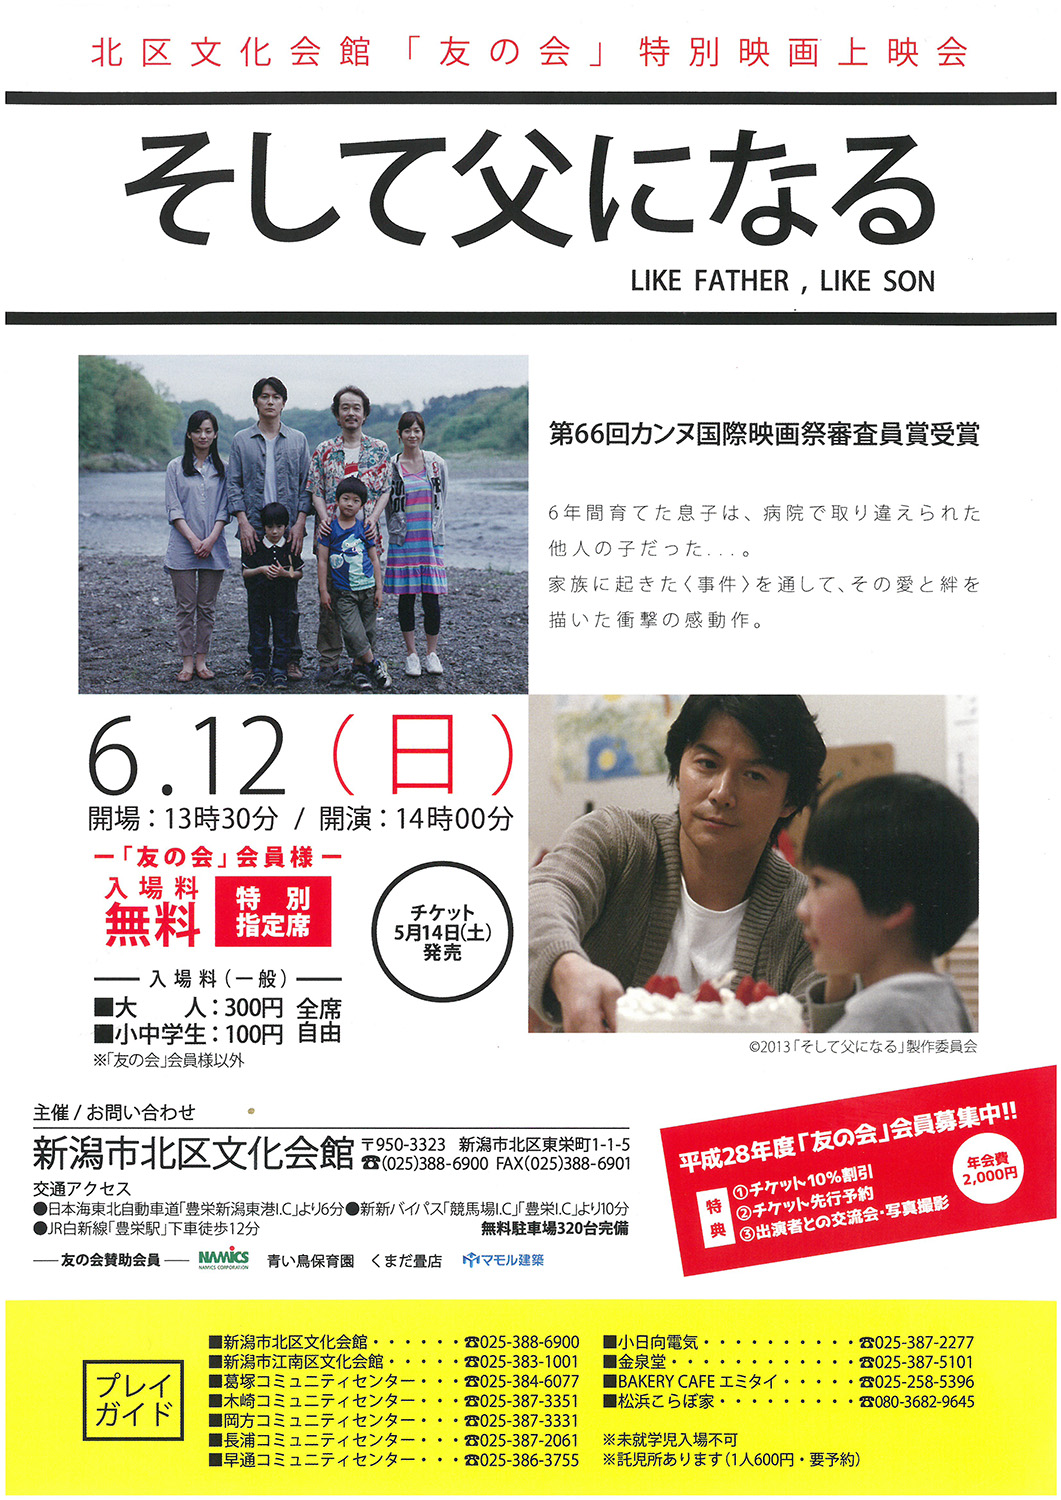 北区文化会館「友の会」特別映画上映会
そして父になる
LIKE FATHER , LIKE SON
第66回カンヌ国際映画祭審査員賞受賞
6年間育てた息子は、病院で取り違えられた
他人の子だった...。
家族に起きた〈事件〉を通して、その愛と絆を
描いた衝撃の感動作。
6.12(日)
開場:13時30分 / 開演:14時00分
ー「友の会」会員様ー
入場料
無料
特別
指定席
チケット
5月14日(土)
発売
入場料(一般)
■大 人:300円
■小中学生:100円
全席
自由
※「友の会」会員様以外
©2013「そして父になる」製作委員会
主催/お問い合わせ
新潟市北区文化会館
〒950-3323 新潟市北区東栄町1-1-5
☎(025)388-6900 FAX(025)388-6901
交通アクセス
●日本海東北自動車道「豊栄新潟東港I.C」より6分●新新バイパス「競馬場I.C」「豊栄I.C」より10分
●JR白新線「豊栄駅」下車徒歩12分 無料駐車場320台完備
友の会賛助会員 NAMICS NAMICS CORPORATION 青い鳥保育園 くまだ畳店 マモル建築
平成28年度「友の会」会員募集中!!
特典
①チケット10%割引
②チケット先行予約
③出演者との交流会・写真撮影
年会費
2,000円
プレイ
ガイド
■新潟市北区文化会館・・・・・・☎025-388-6900
■新潟市江南区文化会館・・・・・☎025-383-1001
■葛塚コミュニティセンター・・・☎025-384-6077
■木崎コミュニティセンター・・・☎025-387-3351
■岡方コミュニティセンター・・・☎025-387-3331
■長浦コミュニティセンター・・・☎025-387-2061
■早通コミュニティセンター・・・☎025-386-3755
■小日向電気・・・・・・・・・・☎025-387-2277
■金泉堂・・・・・・・・・・・・☎025-387-5101
■BAKERY CAFE エミタイ・・・・・☎025-258-5396
■松浜こらぼ家・・・・・・・・・☎080-3682-9645
※未就学児入場不可
※託児所あります(1人600円・要予約)